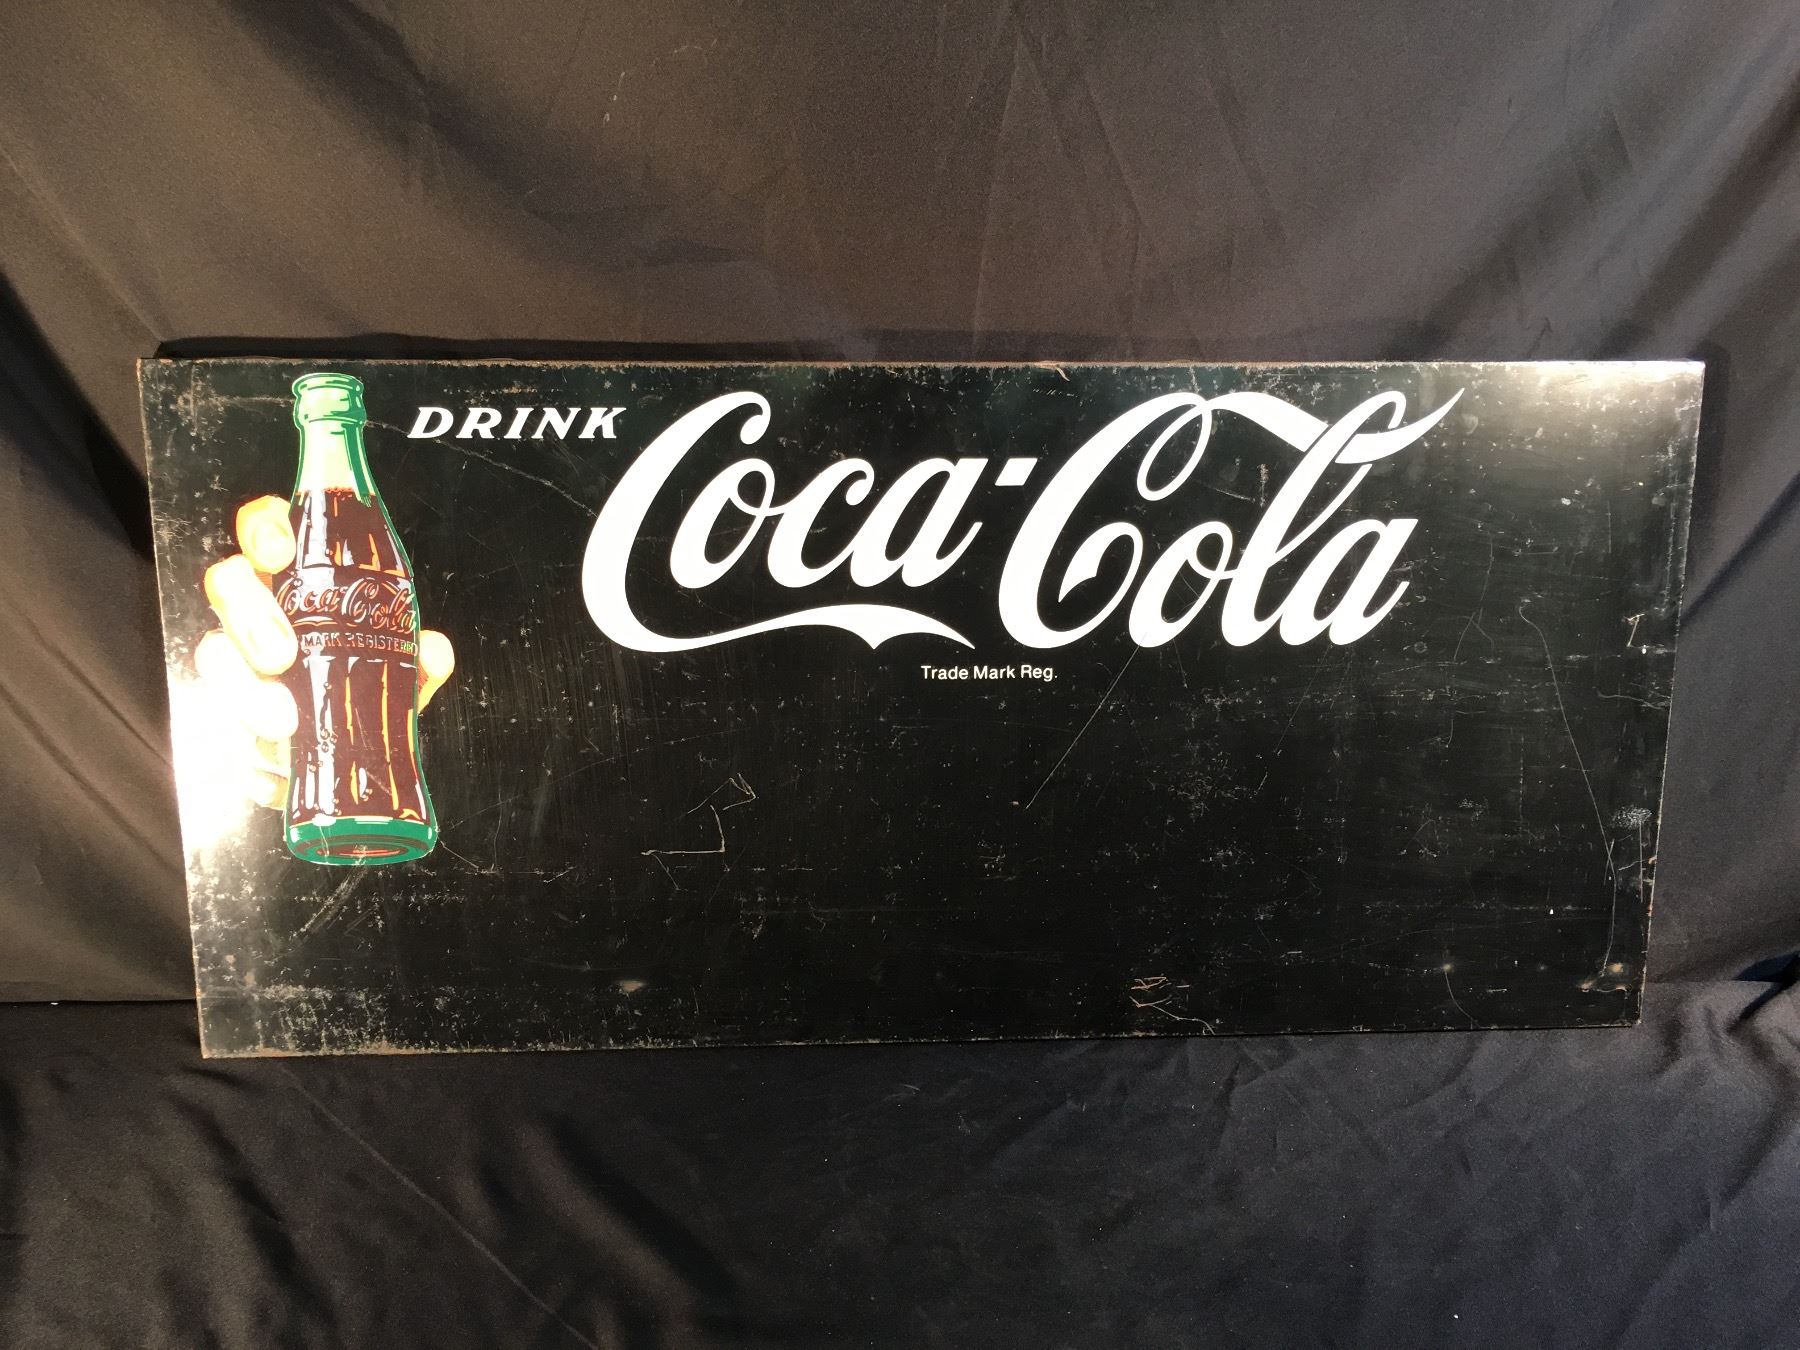 DRINK Coca-Cola
Trade Mark Reg.
Coca-Cola
MARK REGISTERED